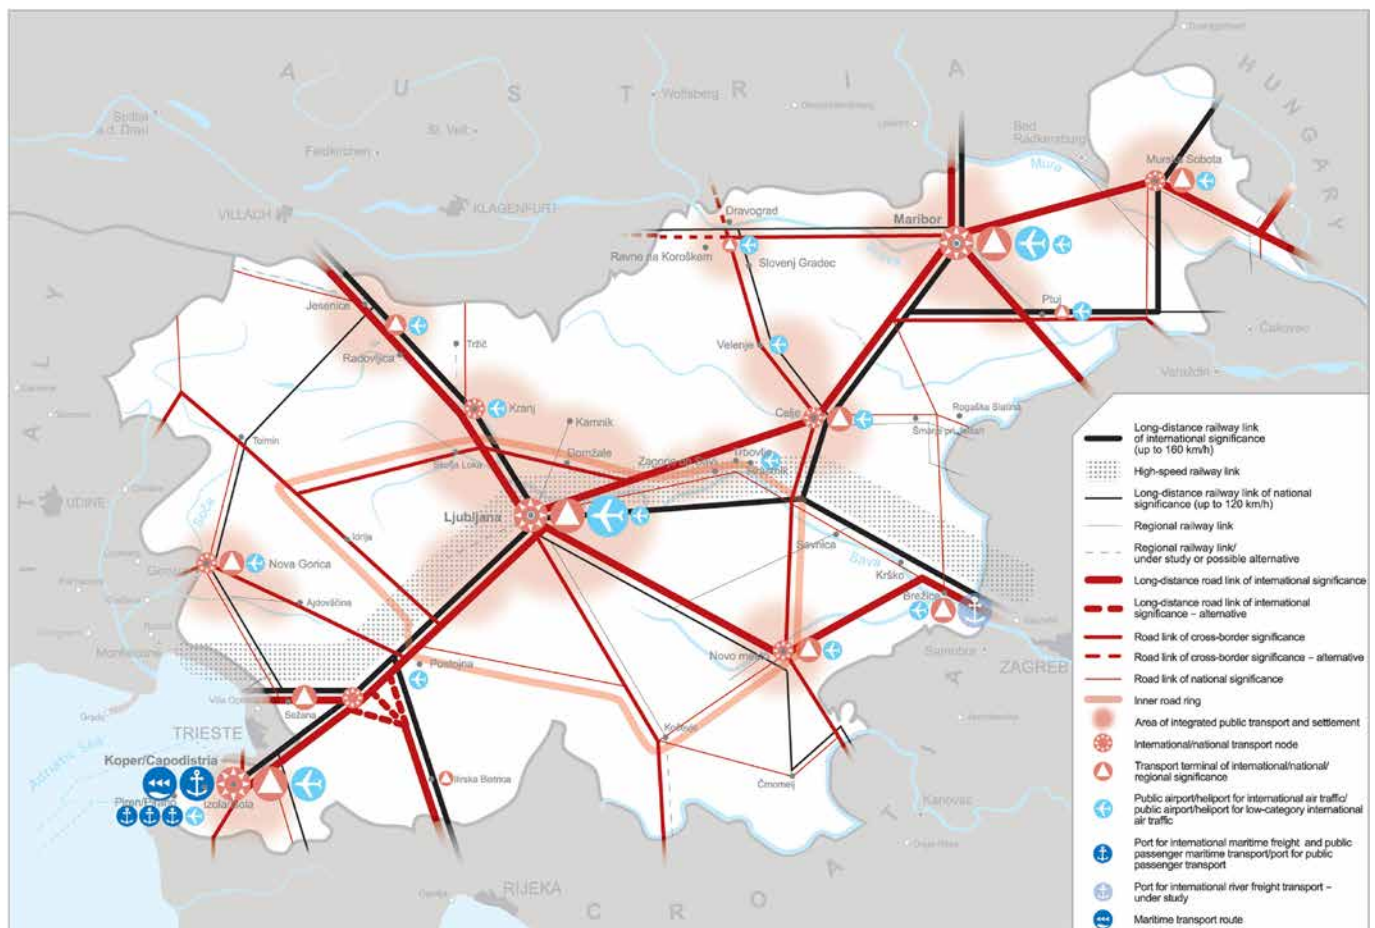 AUSTRIA
HUNGARY
ITALY
CROATIA
Wolfsberg
Spittal
a.d. Drau
St. Veit
Feldkirchen
VILLACH
KLAGENFURT
Bad
Radkersburg
Mura
Murska Sobota
Maribor
Dravograd
Ravne na Koroškem
Slovenj Gradec
Drava
Ptuj
Čakovec
Varaždin
Jesenice
Radovljica
Tržič
Velenje
Kranj
Celje
Rogaška Slatina
Šmarje pri Jelšah
Kamnik
Tolmin
Domžale
Škofja Loka
Trbovlje
Zagorje ob Savi
Hrastnik
UDINE
Soča
Ljubljana
Idrija
Sevnica
Sava
Krško
Brežice
Nova Gorica
Gorizia
Ajdovščina
Samobor
ZAGREB
Monfalcone
Postojna
Novo mesto
Sežana
Grado
TRIESTE
Kočevje
Adriatic Sea
Koper/Capodistria
Izola/Isola
Piran/Pirano
Ilirska Bistrica
Črnomelj
Karlovac
Opatija
RIJEKA
Long-distance railway link
of international significance
(up to 160 km/h)
High-speed railway link
Long-distance railway link of national
significance (up to 120 km/h)
Regional railway link
Regional railway link/
under study or possible alternative
Long-distance road link of international significance
Long-distance road link of international
significance – alternative
Road link of cross-border significance
Road link of cross-border significance – alternative
Road link of national significance
Inner road ring
Area of integrated public transport and settlement
International/national transport node
Transport terminal of international/national/
regional significance
Public airport/heliport for international air traffic/
public airport/heliport for low-category international
air traffic
Port for international maritime freight and public
passenger maritime transport/port for public
passenger transport
Port for international river freight transport –
under study
Maritime transport route